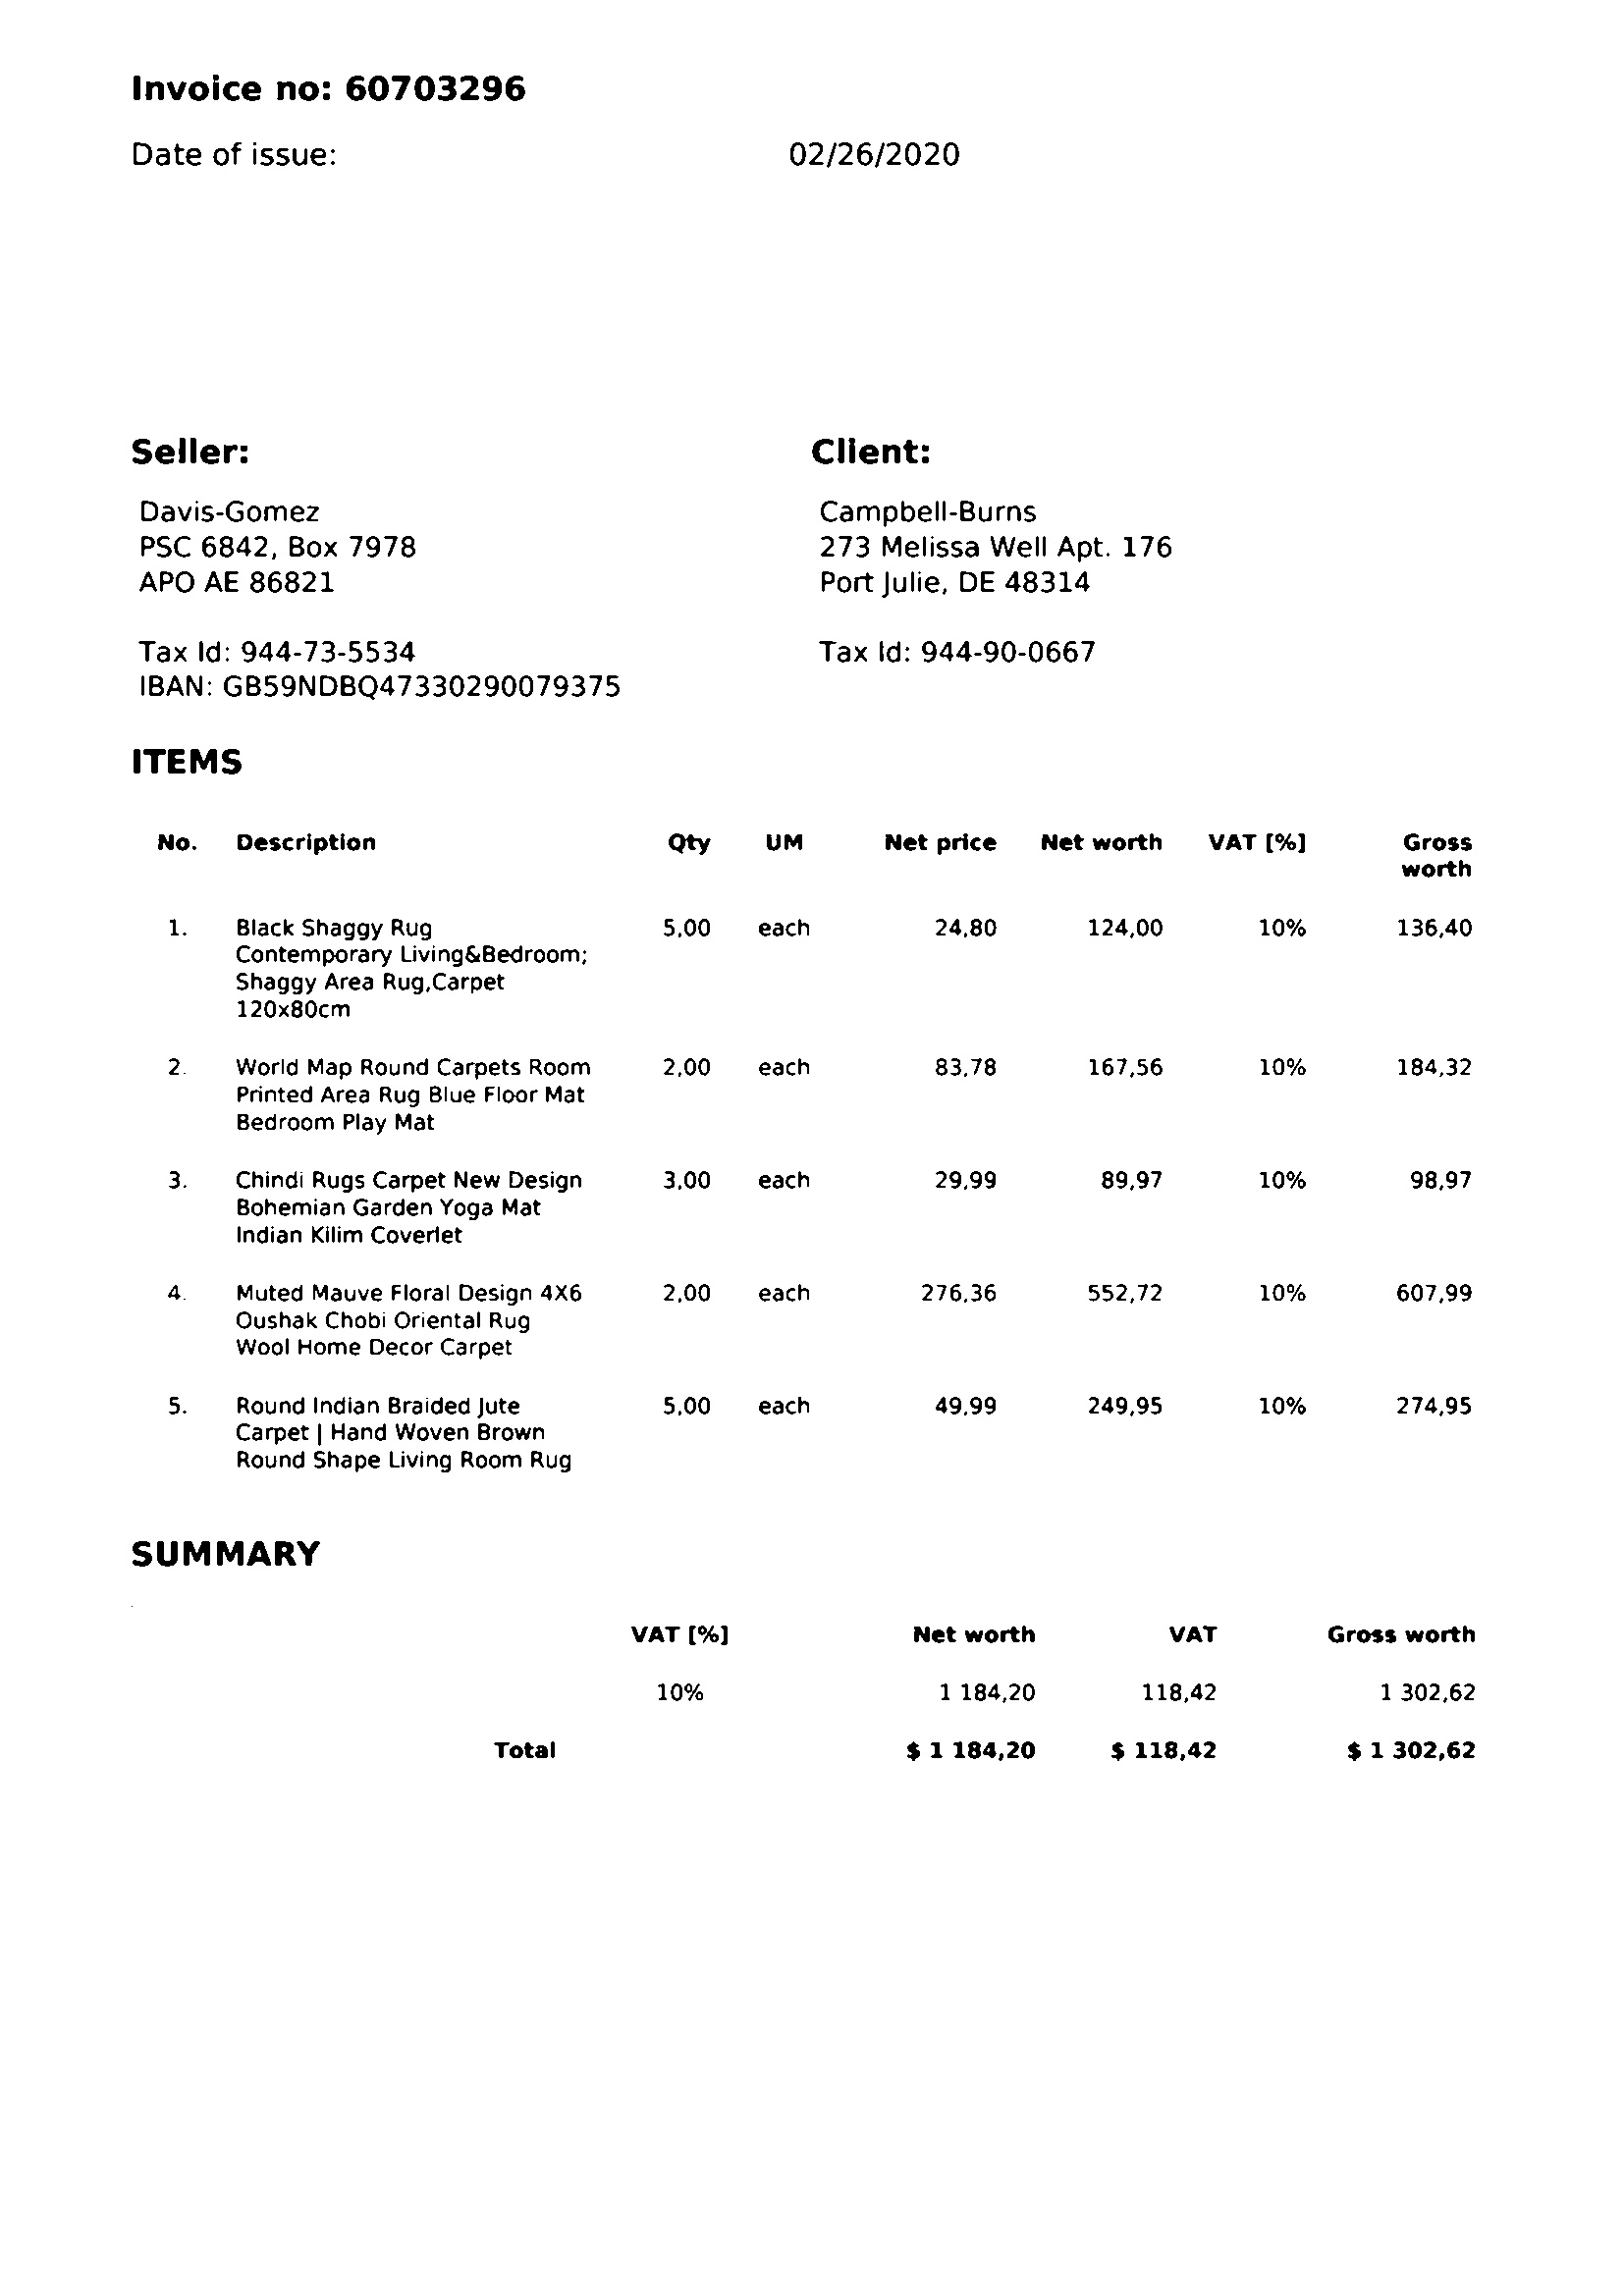 Invoice no: 60703296
Date of issue: 02/26/2020
Seller: Client:
Davis-Gomez Campbell-Burns
PSC 6842, Box 7978 273 Melissa Well Apt. 176
APO AE 86821 Port Julie, DE 48314
Tax Id: 944-73-5534 Tax Id: 944-90-0667
IBAN: GB59NDBQ47330290079375
ITEMS
No. Description Qty UM Net price Net worth VAT [%] Gross
worth
1. Black Shaggy Rug 5,00 each 24,80 124,00 10% 136,40
Contemporary Living&Bedroom;
Shaggy Area Rug,Carpet
120x80cm
2. World Map Round Carpets Room 2,00 each 83,78 167,56 10% 184,32
Printed Area Rug Blue Floor Mat
Bedroom Play Mat
3. Chindi Rugs Carpet New Design 3,00 each 29,99 89,97 10% 98,97
Bohemian Garden Yoga Mat
Indian Kilim Coverlet
4. Muted Mauve Floral Design 4X6 2,00 each 276,36 552,72 10% 607,99
Oushak Chobi Oriental Rug
Wool Home Decor Carpet
5. Round Indian Braided Jute 5,00 each 49,99 249,95 10% 274,95
Carpet | Hand Woven Brown
Round Shape Living Room Rug
SUMMARY
VAT [%] Net worth VAT Gross worth
10% 1 184,20 118,42 1 302,62
Total $ 1 184,20 $ 118,42 $ 1 302,62